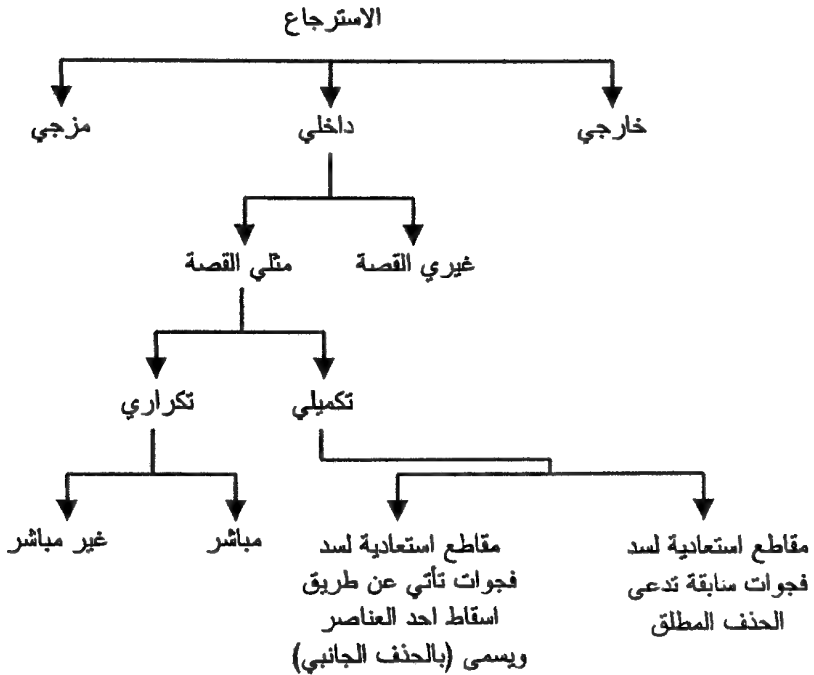 الاسترجاع
خارجي
داخلي
مزجي
غيري القصة
مثلي القصة
تكميلي
تكراري
مقاطع استعادية لسد
فجوات سابقة تدعى
الحذف المطلق
مقاطع استعادية لسد
فجوات تأتي عن طريق
اسقاط احد العناصر
ويسمى (بالحذف الجانبي)
مباشر
غير مباشر